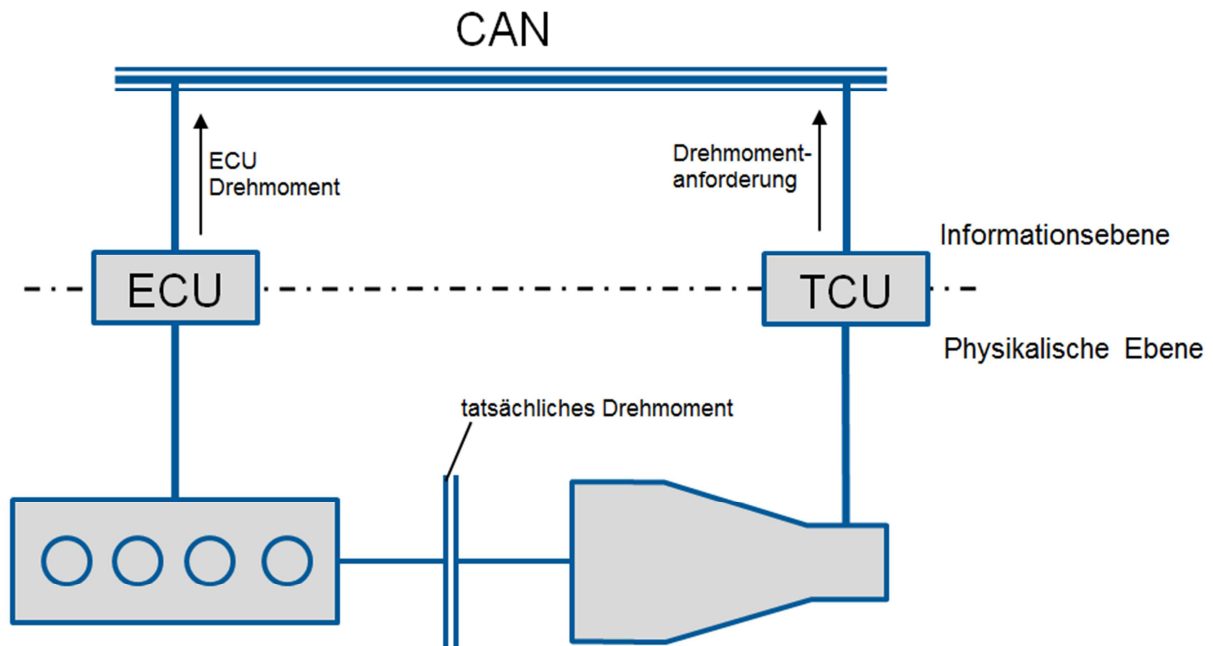 CAN
ECU
Drehmoment
Drehmoment-
anforderung
Informationsebene
ECU
TCU
Physikalische Ebene
tatsächliches Drehmoment